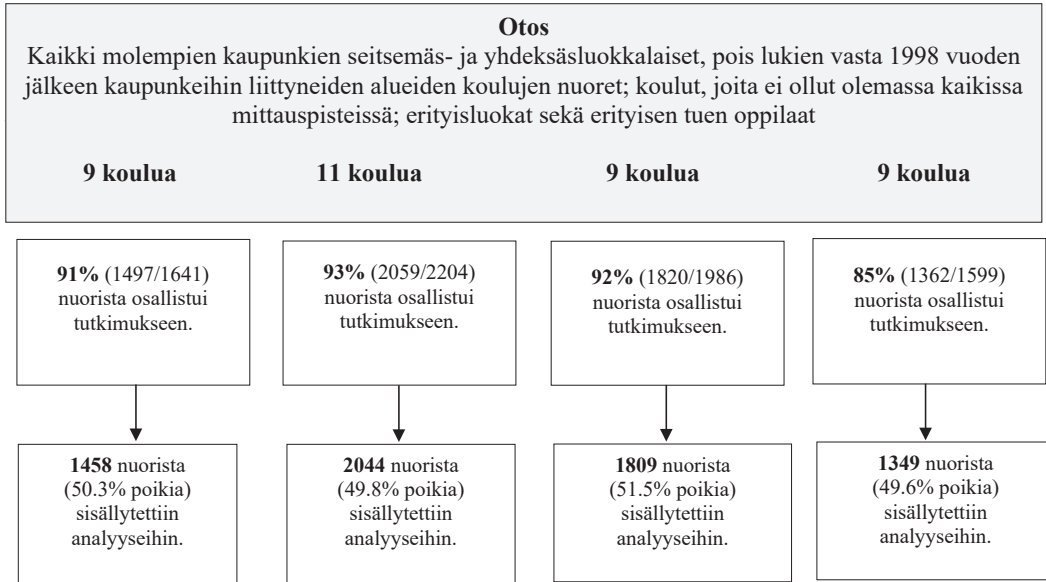 Otos
Kaikki molempien kaupunkien seitsemäs- ja yhdeksäsluokkalaiset, pois lukien vasta 1998 vuoden
jälkeen kaupunkeihin liittyneiden alueiden koulujen nuoret; koulut, joita ei ollut olemassa kaikissa
mittauspisteissä; erityisluokat sekä erityisen tuen oppilaat
9 koulua
11 koulua
9 koulua
9 koulua
91% (1497/1641)
nuorista osallistui
tutkimukseen.
93% (2059/2204)
nuorista osallistui
tutkimukseen.
92% (1820/1986)
nuorista osallistui
tutkimukseen.
85% (1362/1599)
nuorista osallistui
tutkimukseen.
1458 nuorista
(50.3% poikia)
sisällytettiin
analyyseihin.
2044 nuorista
(49.8% poikia)
sisällytettiin
analyyseihin.
1809 nuorista
(51.5% poikia)
sisällytettiin
analyyseihin.
1349 nuorista
(49.6% poikia)
sisällytettiin
analyyseihin.